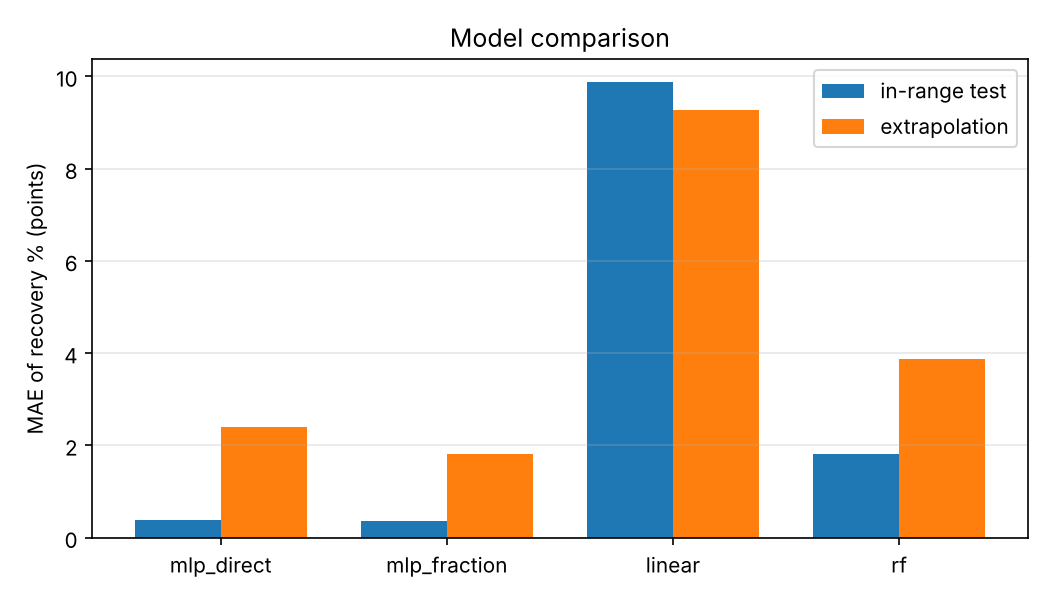 Model comparison
MAE of recovery % (points)
10
8
6
4
2
0
in-range test
extrapolation
mlp_direct mlp_fraction linear rf